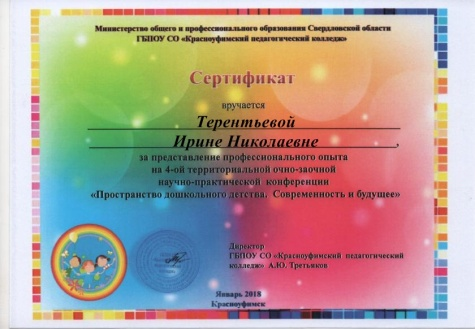 Министерство общего и профессионального образования Свердловской области
ГБПОУ СО «Красноуфимский педагогический колледж»
Сертификат
вручается
Терентьевой
Ирине Николаевне,
за представление профессионального опыта
на 4-ой территориальной очно-заочной
научно-практической конференции
«Пространство дошкольного детства. Современность и будущее»
Директор
ГБПОУ СО «Красноуфимский педагогический
колледж» А.Ю. Третьяков
Январь 2018
Красноуфимск